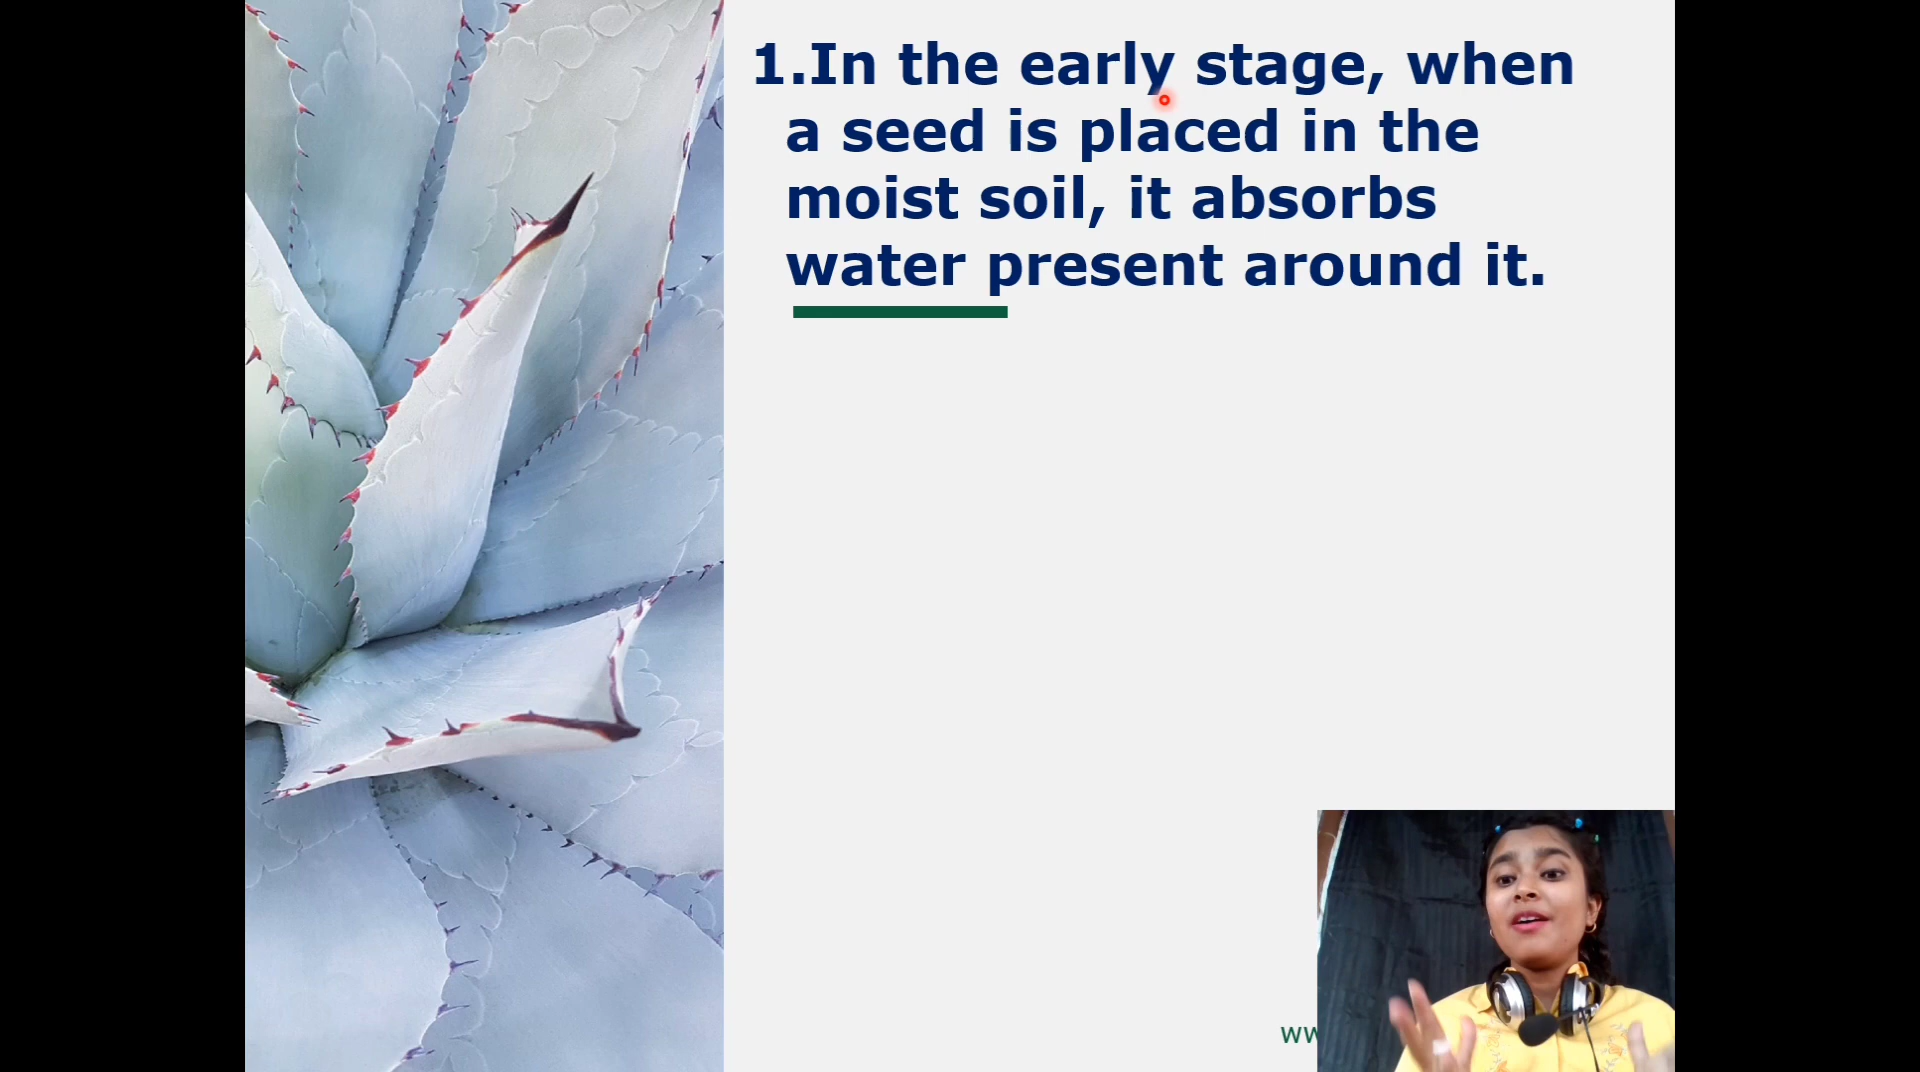 1.In the early stage, when
a seed is placed in the
moist soil, it absorbs
water present around it.